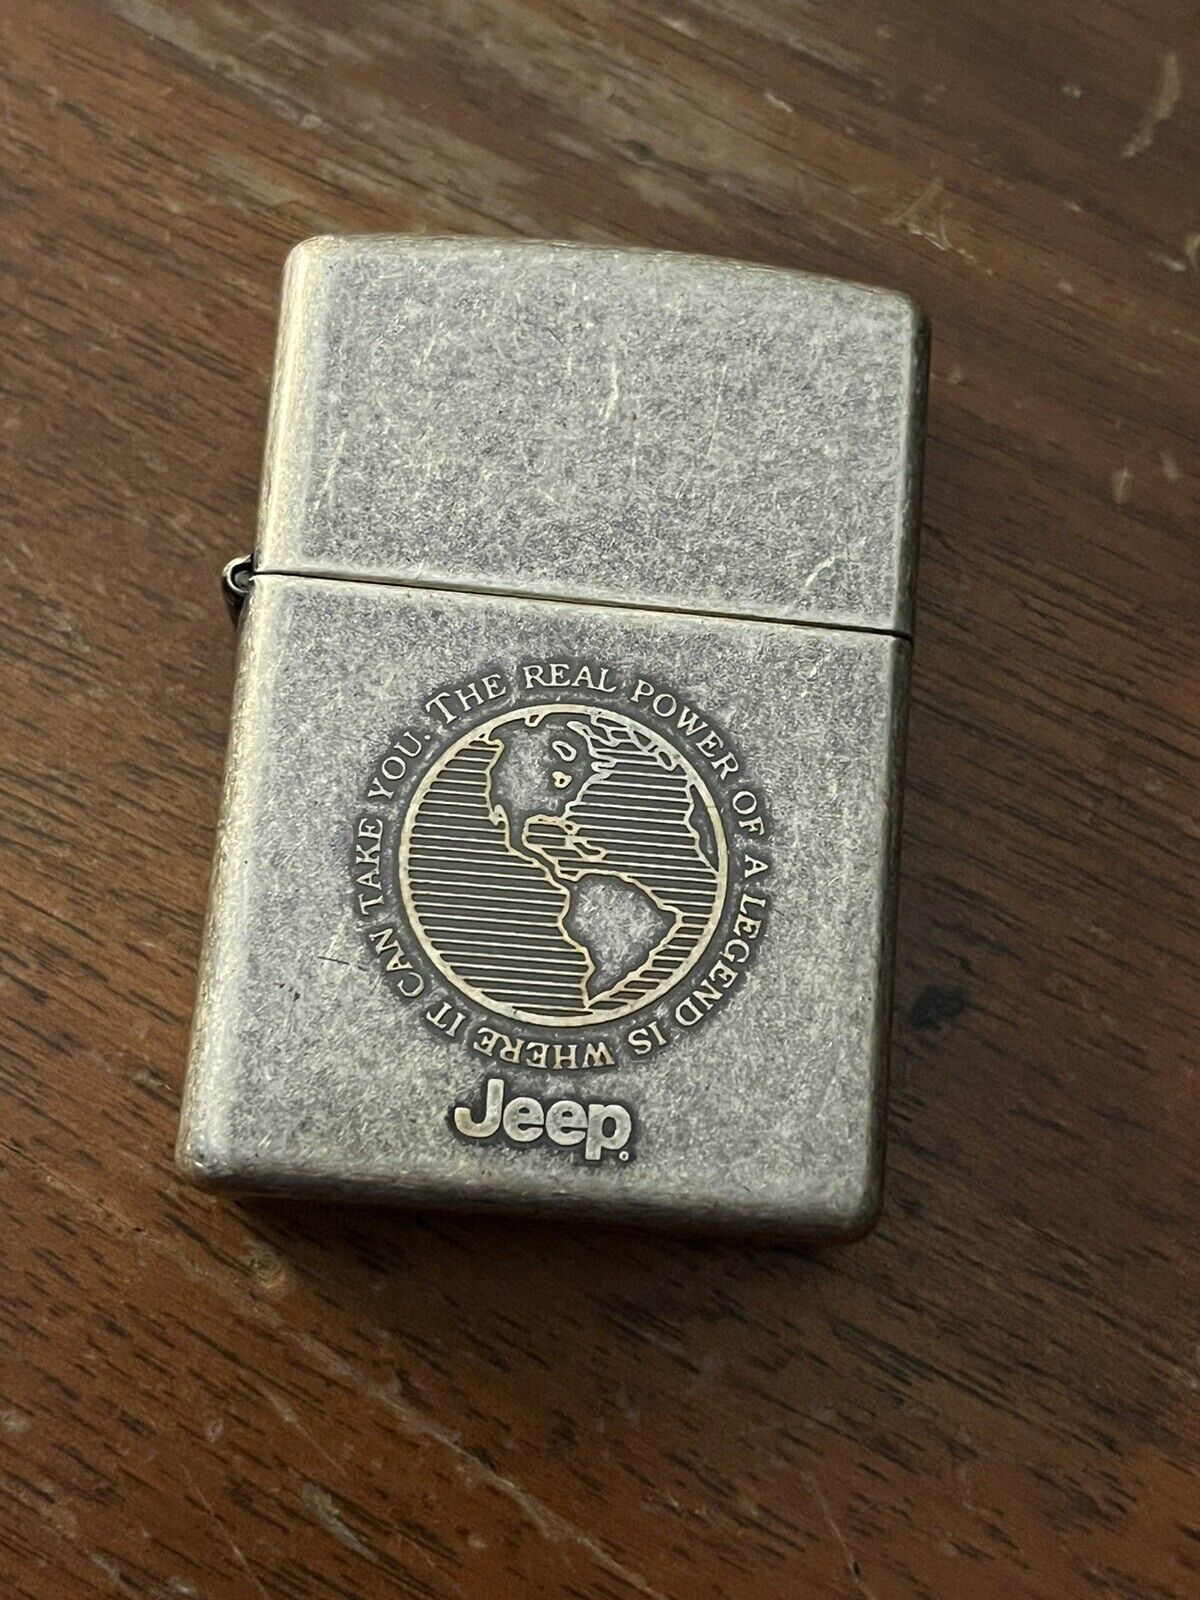 THE REAL POWER OF A LEGEND IS WHERE IT CAN TAKE YOU.
Jeep